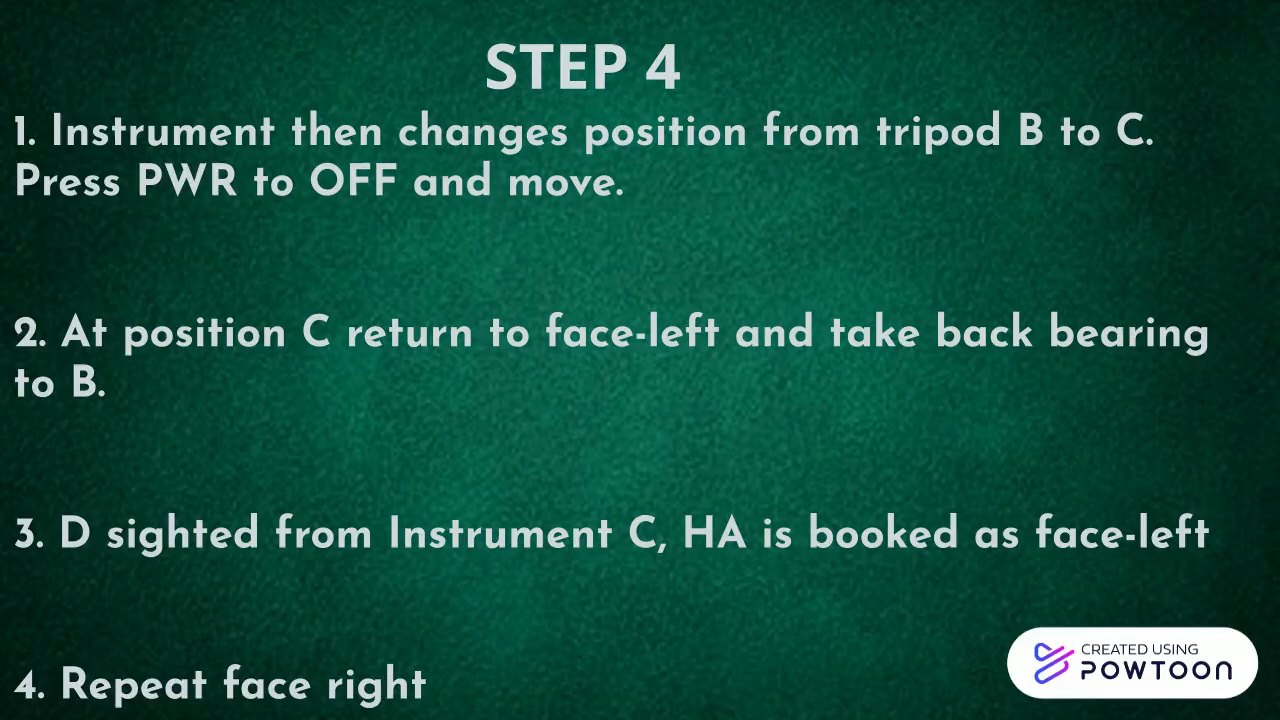 STEP 4
1. Instrument then changes position from tripod B to C.
Press PWR to OFF and move.
2. At position C return to face-left and take back bearing
to B.
3. D sighted from Instrument C, HA is booked as face-left
4. Repeat face right
CREATED USING
POWTOON